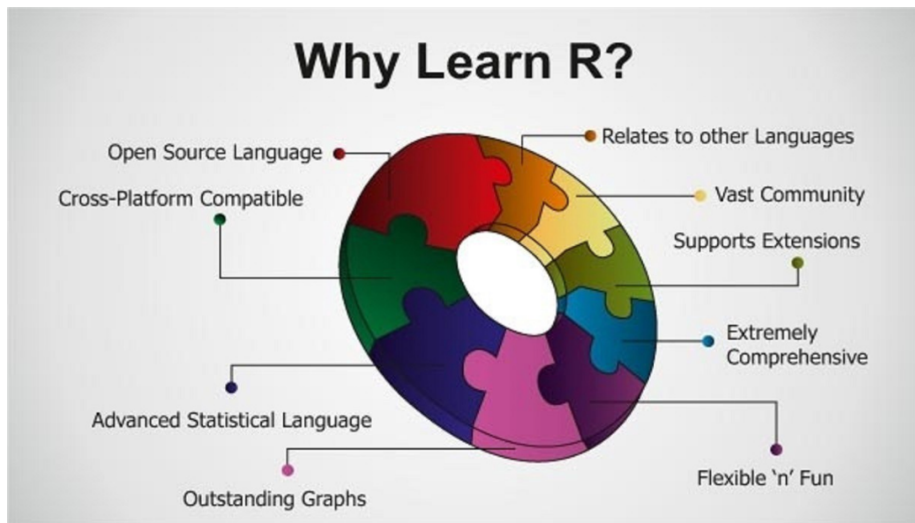 Why Learn R?
Open Source Language
Relates to other Languages
Cross-Platform Compatible
Vast Community
Supports Extensions
Extremely
Comprehensive
Advanced Statistical Language
Flexible ‘n’ Fun
Outstanding Graphs